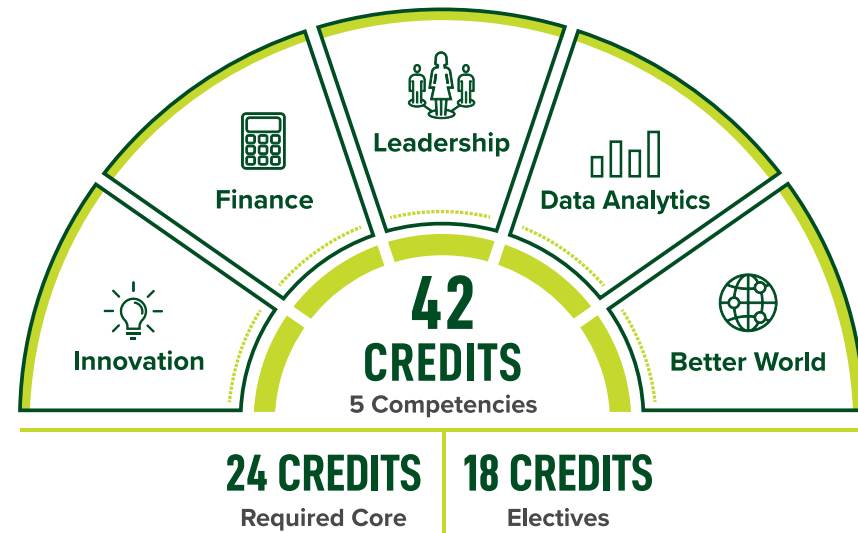 Innovation
Finance
Leadership
Data Analytics
Better World
42
CREDITS
5 Competencies
24 CREDITS
Required Core
18 CREDITS
Electives